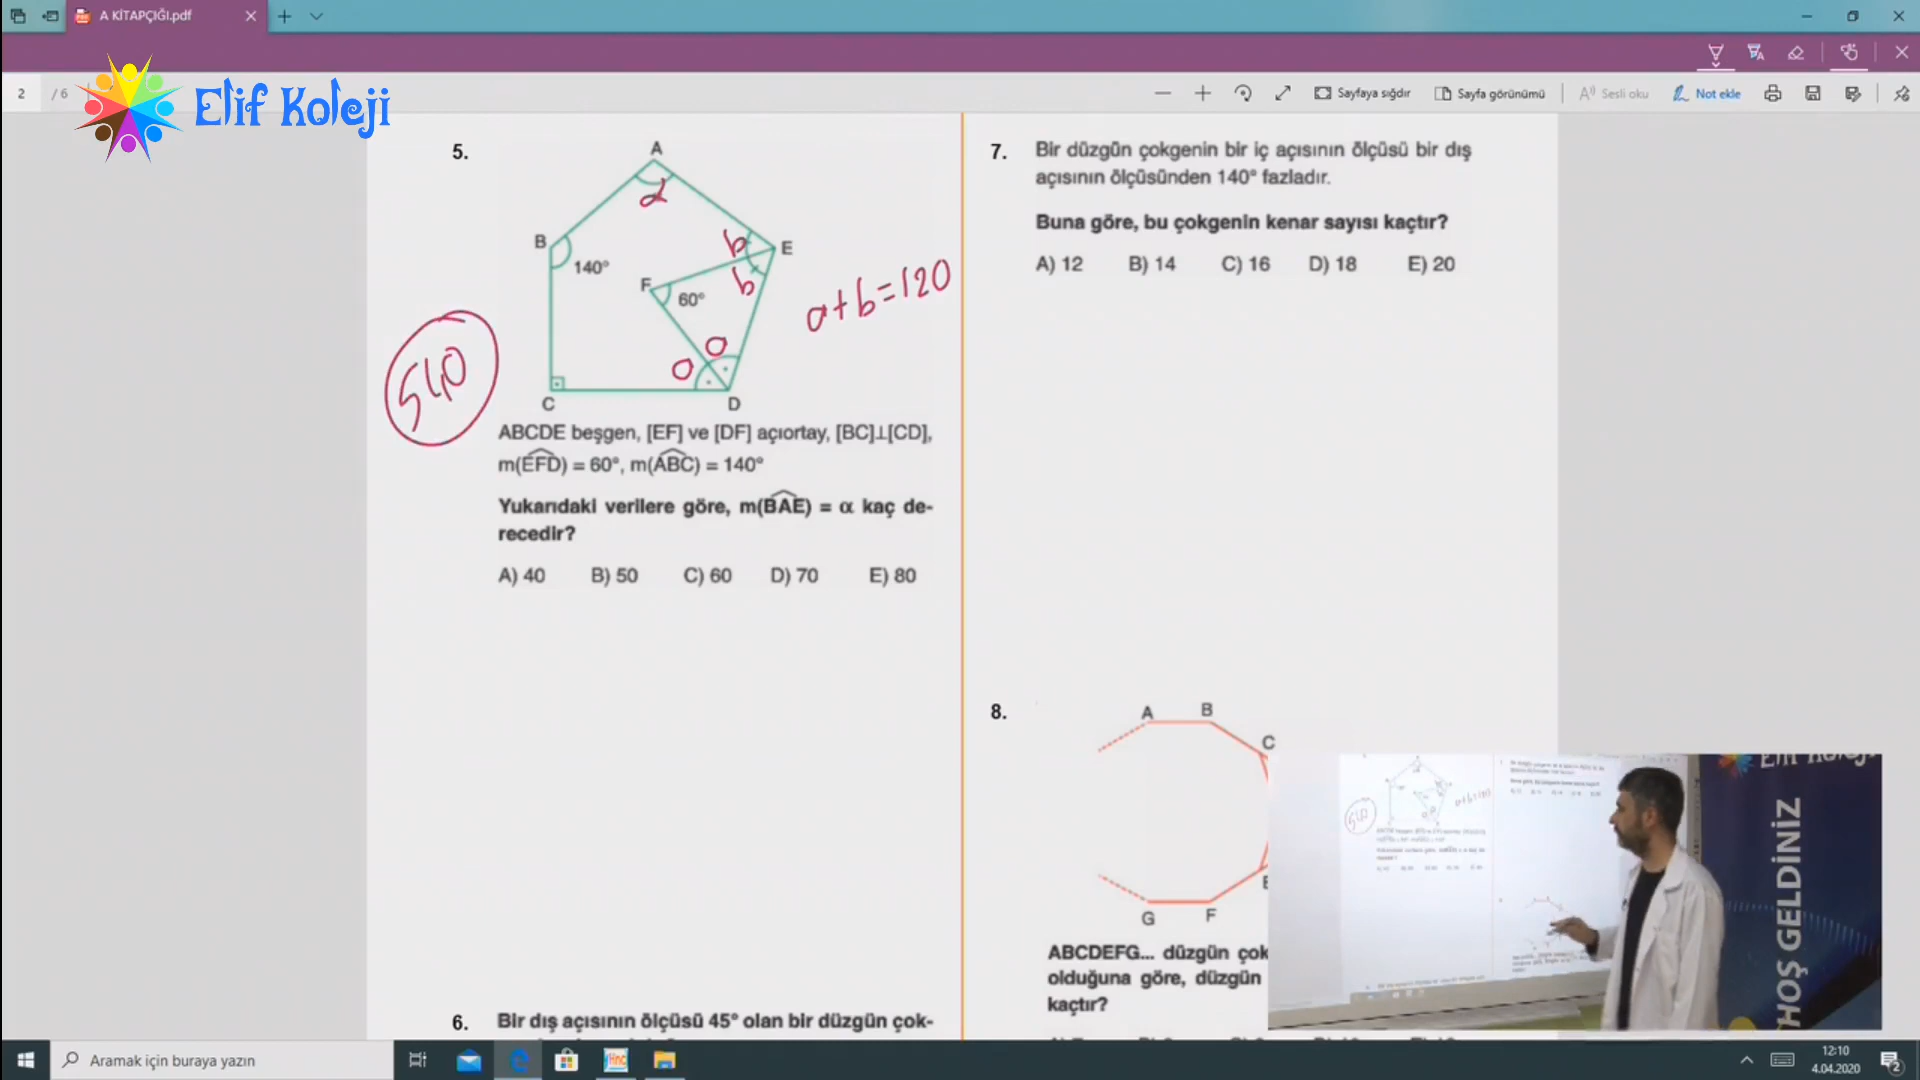 A KİTAPÇIĞI.pdf
2 / 6
Sayfaya sığdır
Sayfa görünümü
Sesli oku
Not ekle
Elif Koleji
5.
A
α
B
140°
b
E
b
F
60°
a+b=120
a
a
540
C
D
ABCDE beşgen, [EF] ve [DF] açıortay, [BC]⊥[CD],
m(EFD) = 60°, m(ABC) = 140°
Yukarıdaki verilere göre, m(BAE) = α kaç de-
recedir?
A) 40 B) 50 C) 60 D) 70 E) 80
6. Bir dış açısının ölçüsü 45° olan bir düzgün çok-
7. Bir düzgün çokgenin bir iç açısının ölçüsü bir dış
açısının ölçüsünden 140° fazladır.
Buna göre, bu çokgenin kenar sayısı kaçtır?
A) 12 B) 14 C) 16 D) 18 E) 20
8.
A B
C
G F
ABCDEFG... düzgün çok
olduğuna göre, düzgün
kaçtır?
Elif Koleji
HOŞ GELDİNİZ
Aramak için buraya yazın
12:10
4.04.2020
2